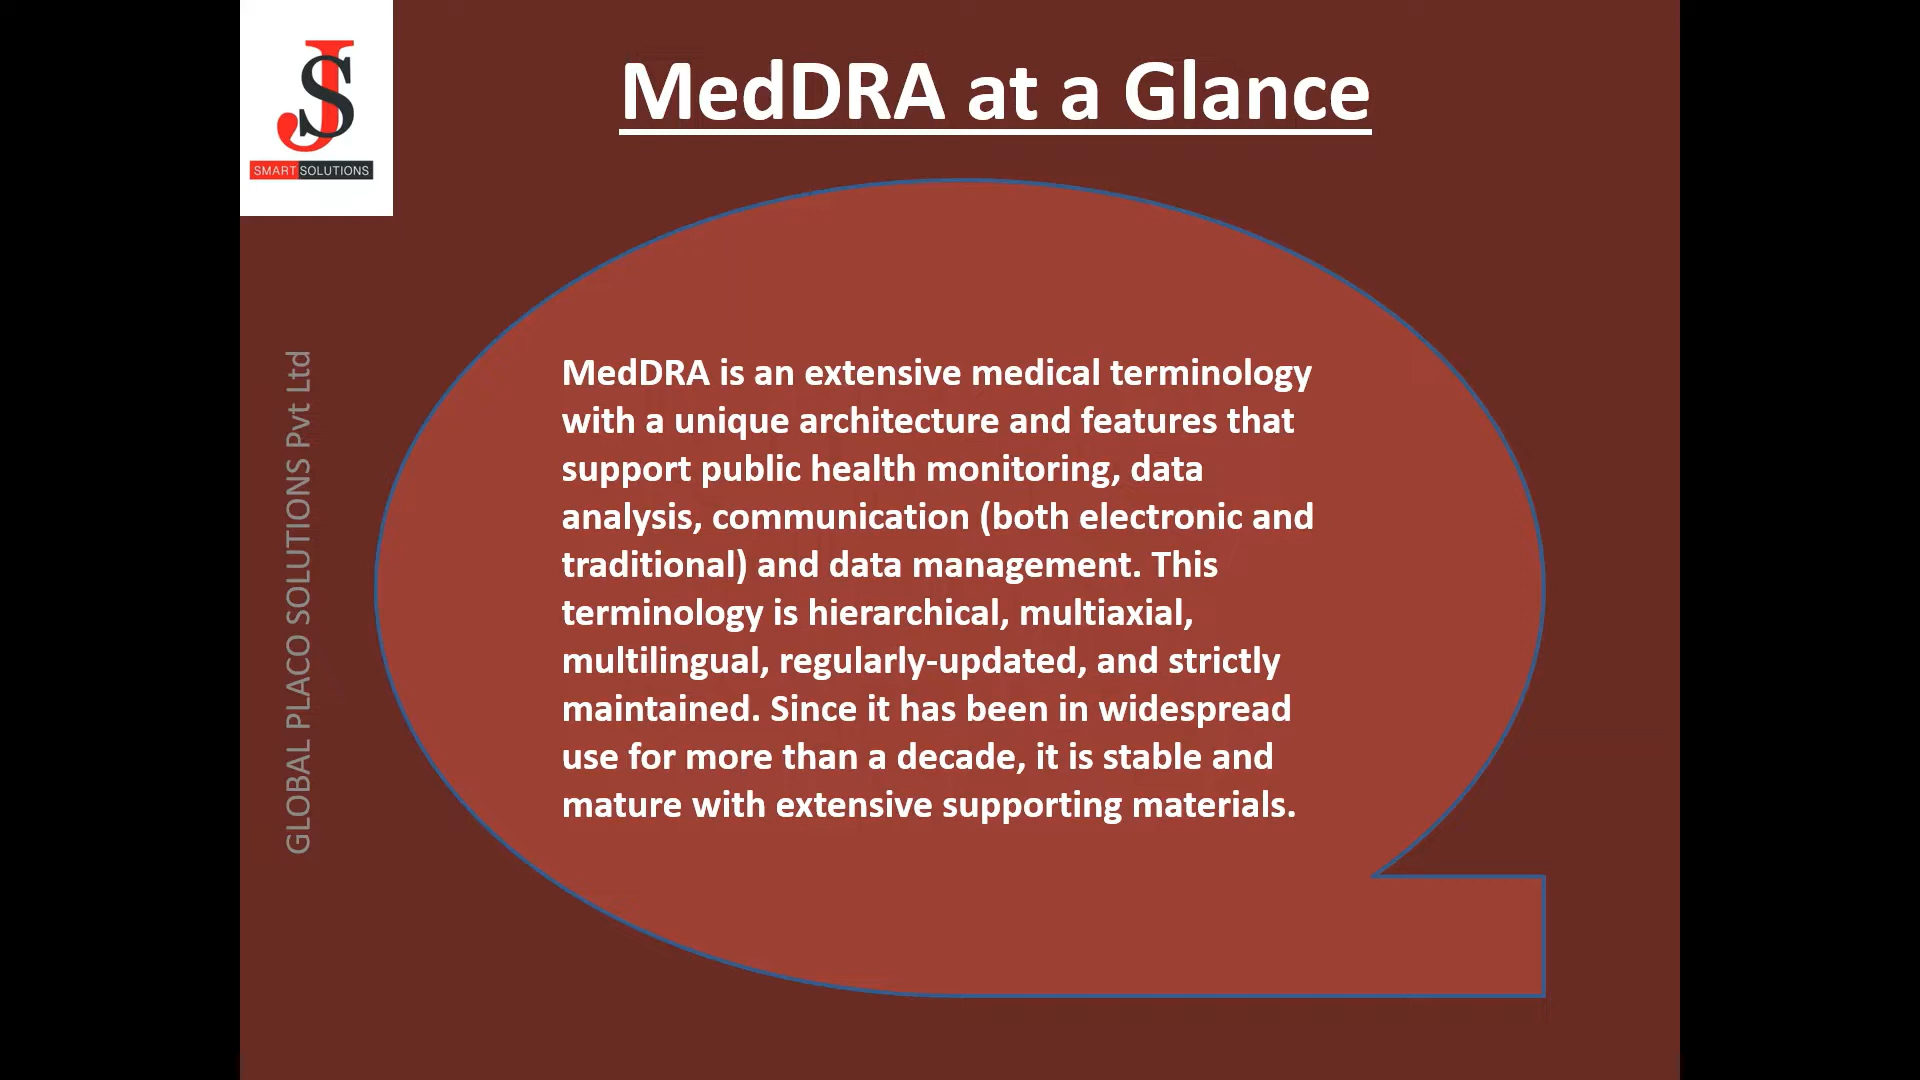 JS
SMART SOLUTIONS
MedDRA at a Glance
GLOBAL PLACO SOLUTIONS Pvt Ltd
MedDRA is an extensive medical terminology
with a unique architecture and features that
support public health monitoring, data
analysis, communication (both electronic and
traditional) and data management. This
terminology is hierarchical, multiaxial,
multilingual, regularly-updated, and strictly
maintained. Since it has been in widespread
use for more than a decade, it is stable and
mature with extensive supporting materials.